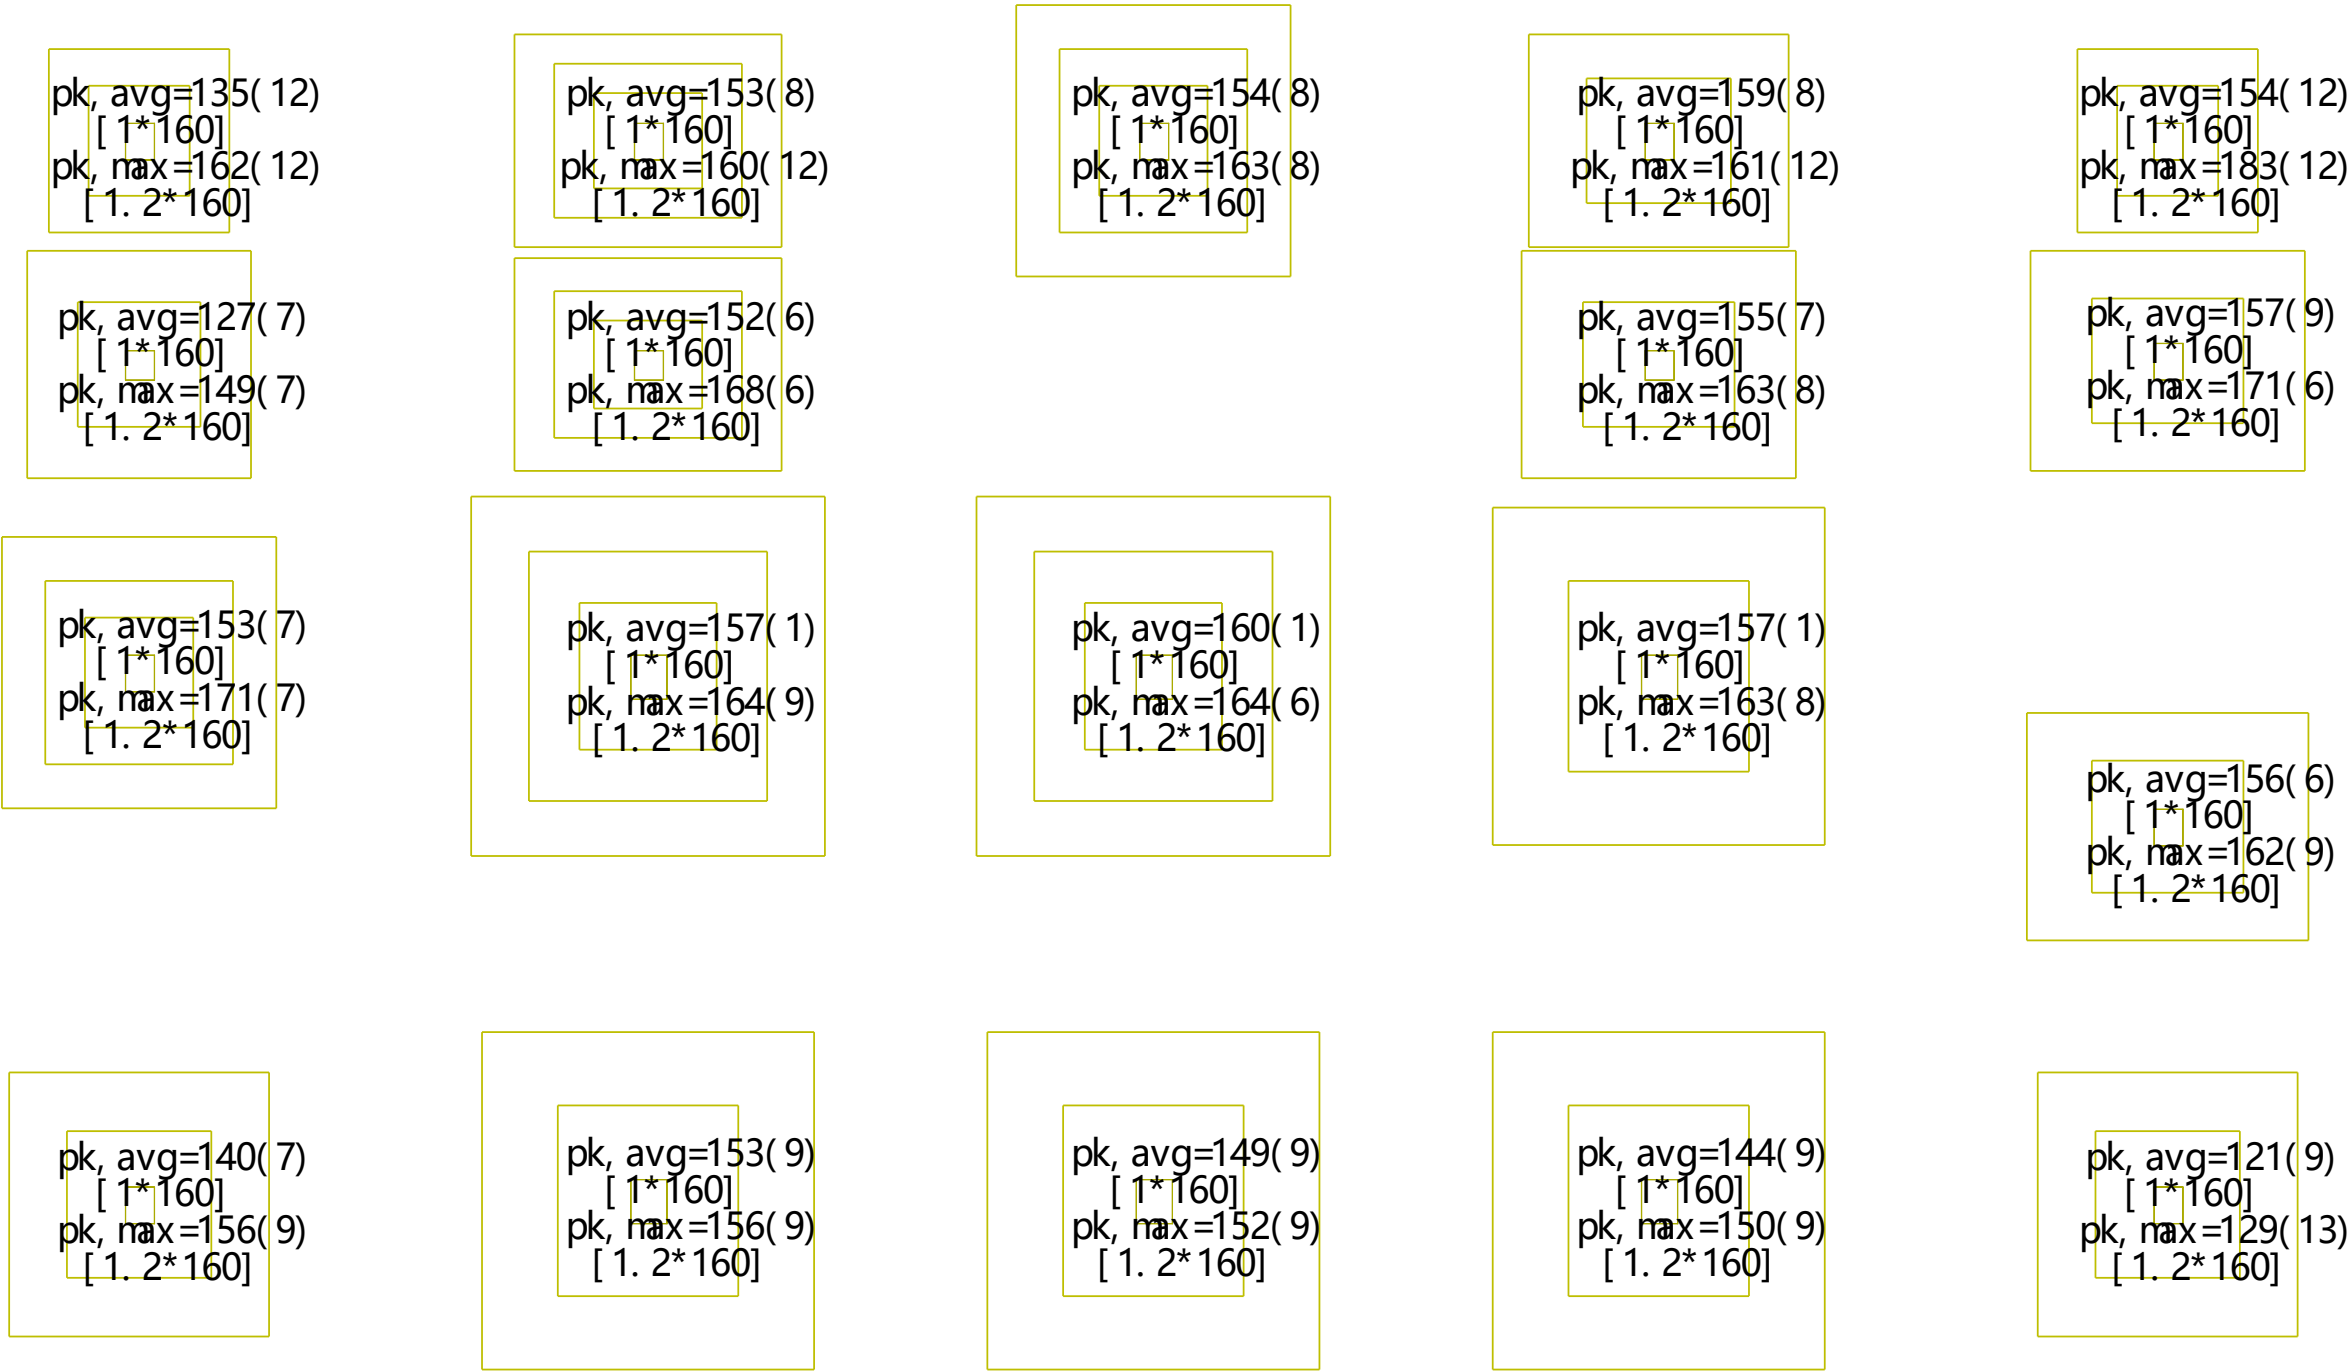 pk, avg=135(12)
[1*160]
pk, max=162(12)
[1.2*160]
pk, avg=153(8)
[1*160]
pk, max=160(12)
[1.2*160]
pk, avg=154(8)
[1*160]
pk, max=163(8)
[1.2*160]
pk, avg=159(8)
[1*160]
pk, max=161(12)
[1.2*160]
pk, avg=154(12)
[1*160]
pk, max=183(12)
[1.2*160]
pk, avg=127(7)
[1*160]
pk, max=149(7)
[1.2*160]
pk, avg=152(6)
[1*160]
pk, max=168(6)
[1.2*160]
pk, avg=155(7)
[1*160]
pk, max=163(8)
[1.2*160]
pk, avg=157(9)
[1*160]
pk, max=171(6)
[1.2*160]
pk, avg=153(7)
[1*160]
pk, max=171(7)
[1.2*160]
pk, avg=157(1)
[1*160]
pk, max=164(9)
[1.2*160]
pk, avg=160(1)
[1*160]
pk, max=164(6)
[1.2*160]
pk, avg=157(1)
[1*160]
pk, max=163(8)
[1.2*160]
pk, avg=156(6)
[1*160]
pk, max=162(9)
[1.2*160]
pk, avg=140(7)
[1*160]
pk, max=156(9)
[1.2*160]
pk, avg=153(9)
[1*160]
pk, max=156(9)
[1.2*160]
pk, avg=149(9)
[1*160]
pk, max=152(9)
[1.2*160]
pk, avg=144(9)
[1*160]
pk, max=150(9)
[1.2*160]
pk, avg=121(9)
[1*160]
pk, max=129(13)
[1.2*160]